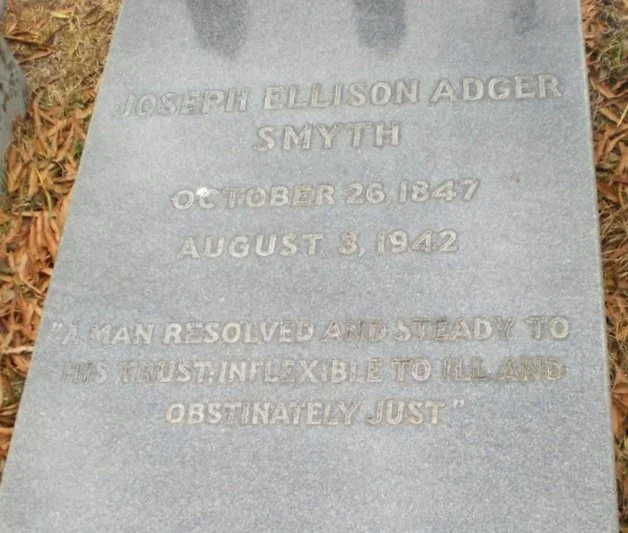 JOSEPH ELLISON ADGER
SMYTH
OCTOBER 26 1847
AUGUST 3, 1942
"A MAN RESOLVED AND STEADY TO
HIS TRUST, INFLEXIBLE TO ILL AND
OBSTINATELY JUST"